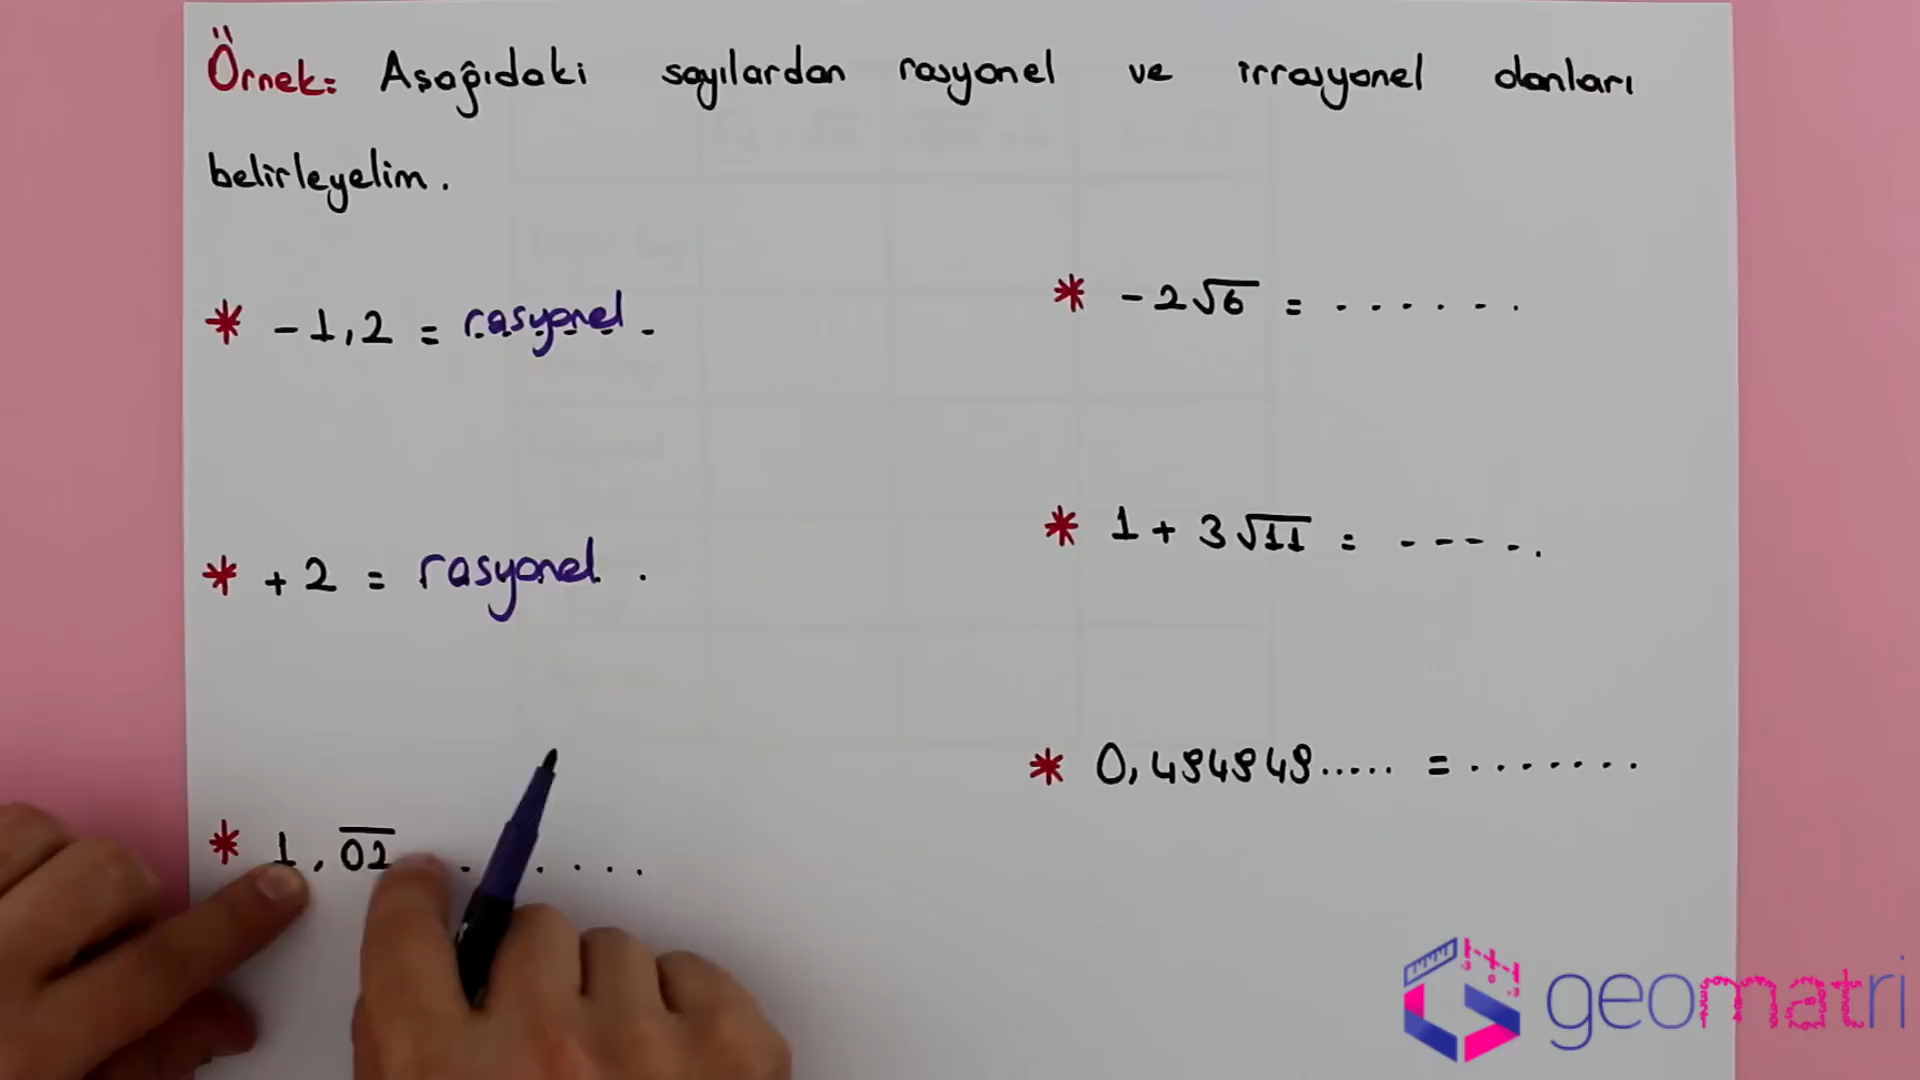 Örnek: Aşağıdaki sayılardan rasyonel ve irrasyonel olanları
belirleyelim.
* -1,2 = rasyonel .
* +2 = rasyonel .
* 1,0̅2̅ . . . . .
* -2√6 = . . . . . .
* 1 + 3√11 = - - - - .
* 0,494949..... = .......
geomatri